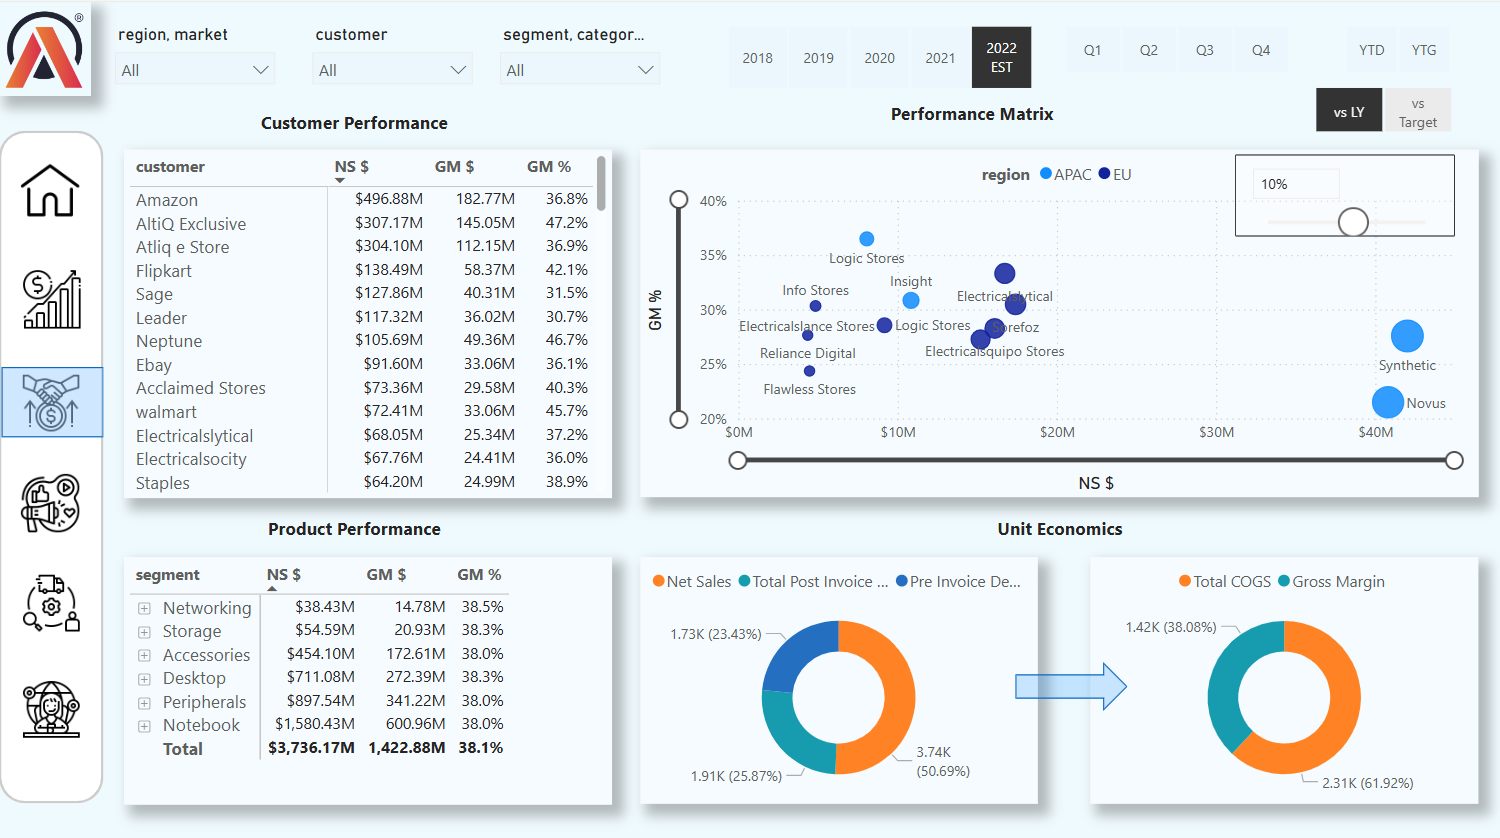 ®
region, market
customer
segment, categor...
All
All
All
2018
2019
2020
2021
2022
EST
Q1
Q2
Q3
Q4
YTD
YTG
vs LY
vs
Target
Customer Performance
customer NS $ GM $ GM %
Amazon $496.88M 182.77M 36.8%
AltiQ Exclusive $307.17M 145.05M 47.2%
Atliq e Store $304.10M 112.15M 36.9%
Flipkart $138.49M 58.37M 42.1%
Sage $127.86M 40.31M 31.5%
Leader $117.32M 36.02M 30.7%
Neptune $105.69M 49.36M 46.7%
Ebay $91.60M 33.06M 36.1%
Acclaimed Stores $73.36M 29.58M 40.3%
walmart $72.41M 33.06M 45.7%
Electricalslytical $68.05M 25.34M 37.2%
Electricalsocity $67.76M 24.41M 36.0%
Staples $64.20M 24.99M 38.9%
Performance Matrix
region APAC EU
10%
GM %
40%
35%
30%
25%
20%
Logic Stores
Insight
Info Stores
Electricalslytical
Electricalslance Stores
Logic Stores
Sorefoz
Reliance Digital
Electricalsquipo Stores
Flawless Stores
Synthetic
Novus
$0M
$10M
$20M
$30M
$40M
NS $
Product Performance
segment NS $ GM $ GM %
Networking $38.43M 14.78M 38.5%
Storage $54.59M 20.93M 38.3%
Accessories $454.10M 172.61M 38.0%
Desktop $711.08M 272.39M 38.3%
Peripherals $897.54M 341.22M 38.0%
Notebook $1,580.43M 600.96M 38.0%
Total $3,736.17M 1,422.88M 38.1%
Unit Economics
Net Sales Total Post Invoice ... Pre Invoice De...
1.73K (23.43%)
1.91K (25.87%)
3.74K
(50.69%)
Total COGS Gross Margin
1.42K (38.08%)
2.31K (61.92%)